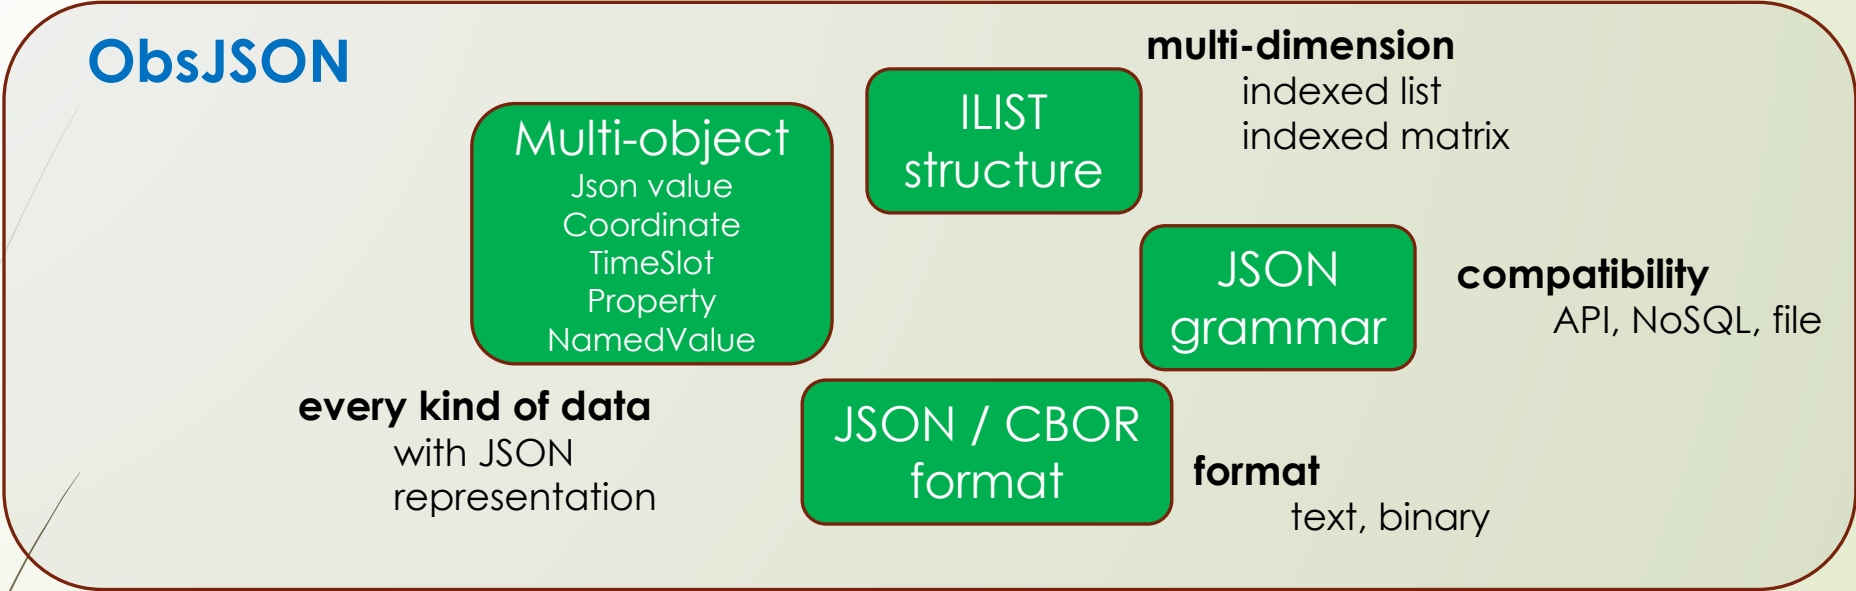 ObsJSON
Multi-object
Json value
Coordinate
TimeSlot
Property
NamedValue
every kind of data
with JSON
representation
ILIST
structure
multi-dimension
indexed list
indexed matrix
JSON
grammar
compatibility
API, NoSQL, file
JSON / CBOR
format
format
text, binary